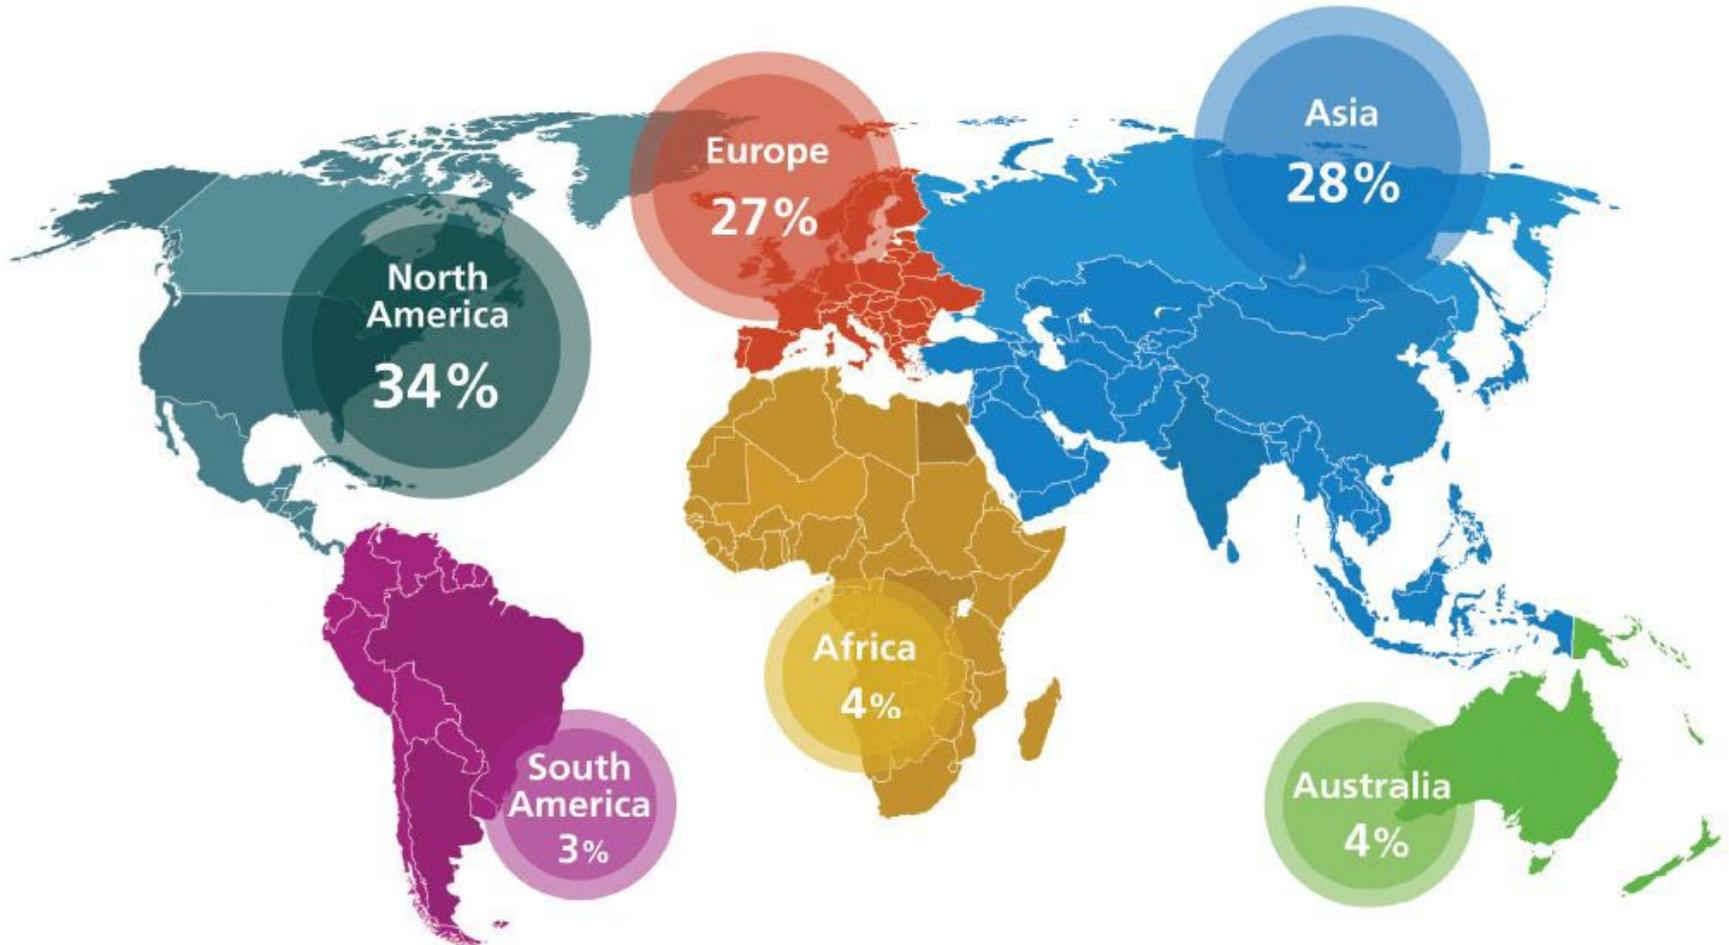 Asia
28%
Europe
27%
North
America
34%
Africa
4%
South
America
3%
Australia
4%